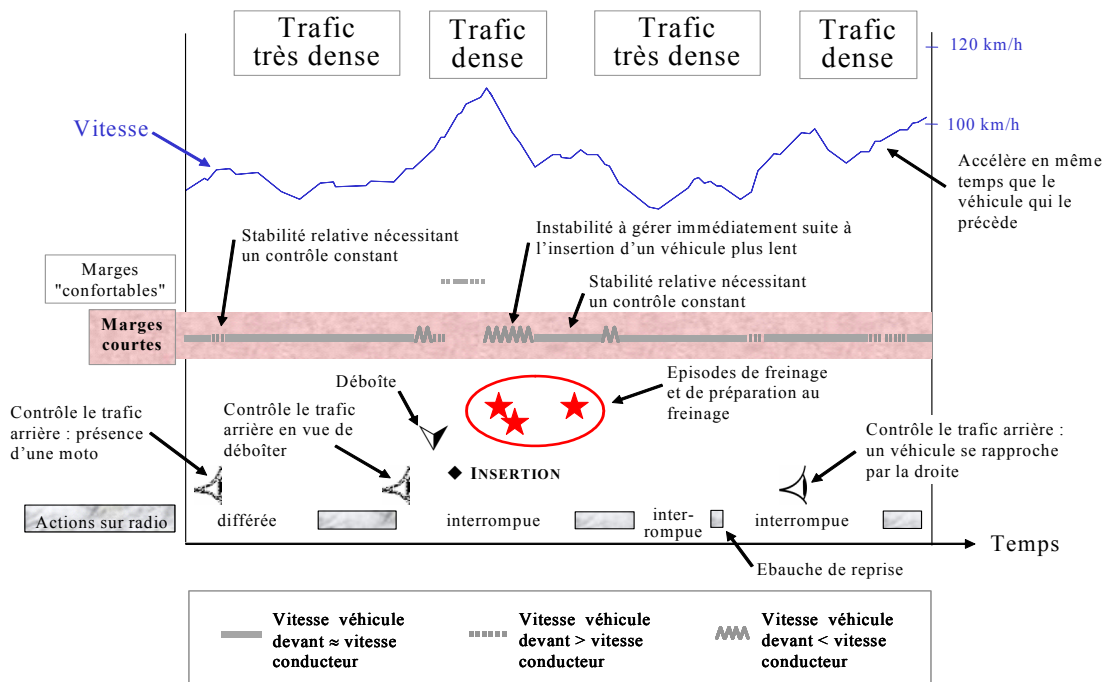 Trafic
très dense
Trafic
dense
Trafic
très dense
Trafic
dense
120 km/h
100 km/h
Vitesse
Accélère en même
temps que le
véhicule qui le
précède
Stabilité relative nécessitant
un contrôle constant
Instabilité à gérer immédiatement suite à
l'insertion d'un véhicule plus lent
Marges
"confortables"
Stabilité relative nécessitant
un contrôle constant
Marges
courtes
Déboîte
Episodes de freinage
et de préparation au
freinage
Contrôle le trafic
arrière : présence
d'une moto
Contrôle le trafic
arrière en vue de
déboîter
Contrôle le trafic arrière :
un véhicule se rapproche
par la droite
INSERTION
Actions sur radio
différée
interrompue
inter-
rompue
interrompue
Temps
Ebauche de reprise
Vitesse véhicule
devant ≈ vitesse
conducteur
Vitesse véhicule
devant > vitesse
conducteur
Vitesse véhicule
devant < vitesse
conducteur